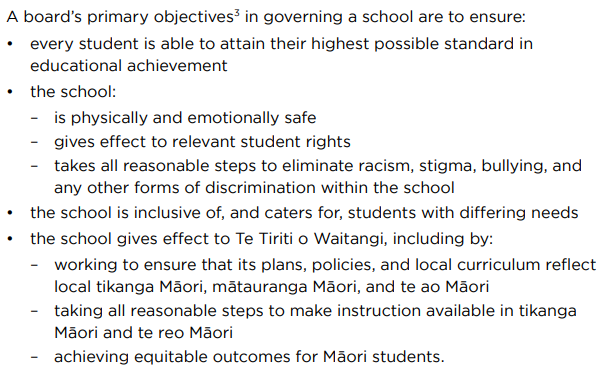 A board's primary objectives³ in governing a school are to ensure:
• every student is able to attain their highest possible standard in
educational achievement
• the school:
– is physically and emotionally safe
– gives effect to relevant student rights
– takes all reasonable steps to eliminate racism, stigma, bullying, and
any other forms of discrimination within the school
• the school is inclusive of, and caters for, students with differing needs
• the school gives effect to Te Tiriti o Waitangi, including by:
– working to ensure that its plans, policies, and local curriculum reflect
local tikanga Māori, mātauranga Māori, and te ao Māori
– taking all reasonable steps to make instruction available in tikanga
Māori and te reo Māori
– achieving equitable outcomes for Māori students.